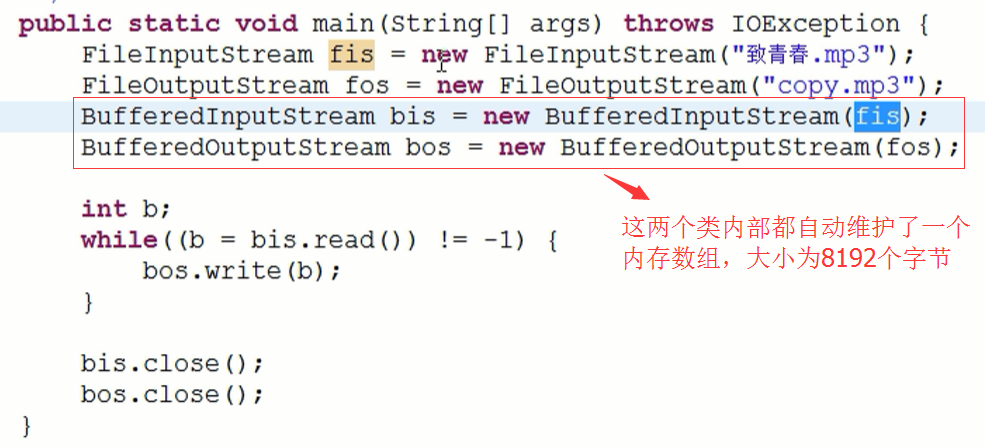 public static void main(String[] args) throws IOException {
FileInputStream fis = new FileInputStream("致青春.mp3");
FileOutputStream fos = new FileOutputStream("copy.mp3");
BufferedInputStream bis = new BufferedInputStream(fis);
BufferedOutputStream bos = new BufferedOutputStream(fos);
int b;
while((b = bis.read()) != -1) {
bos.write(b);
}
这两个类内部都自动维护了一个
内存数组，大小为8192个字节
bis.close();
bos.close();
}